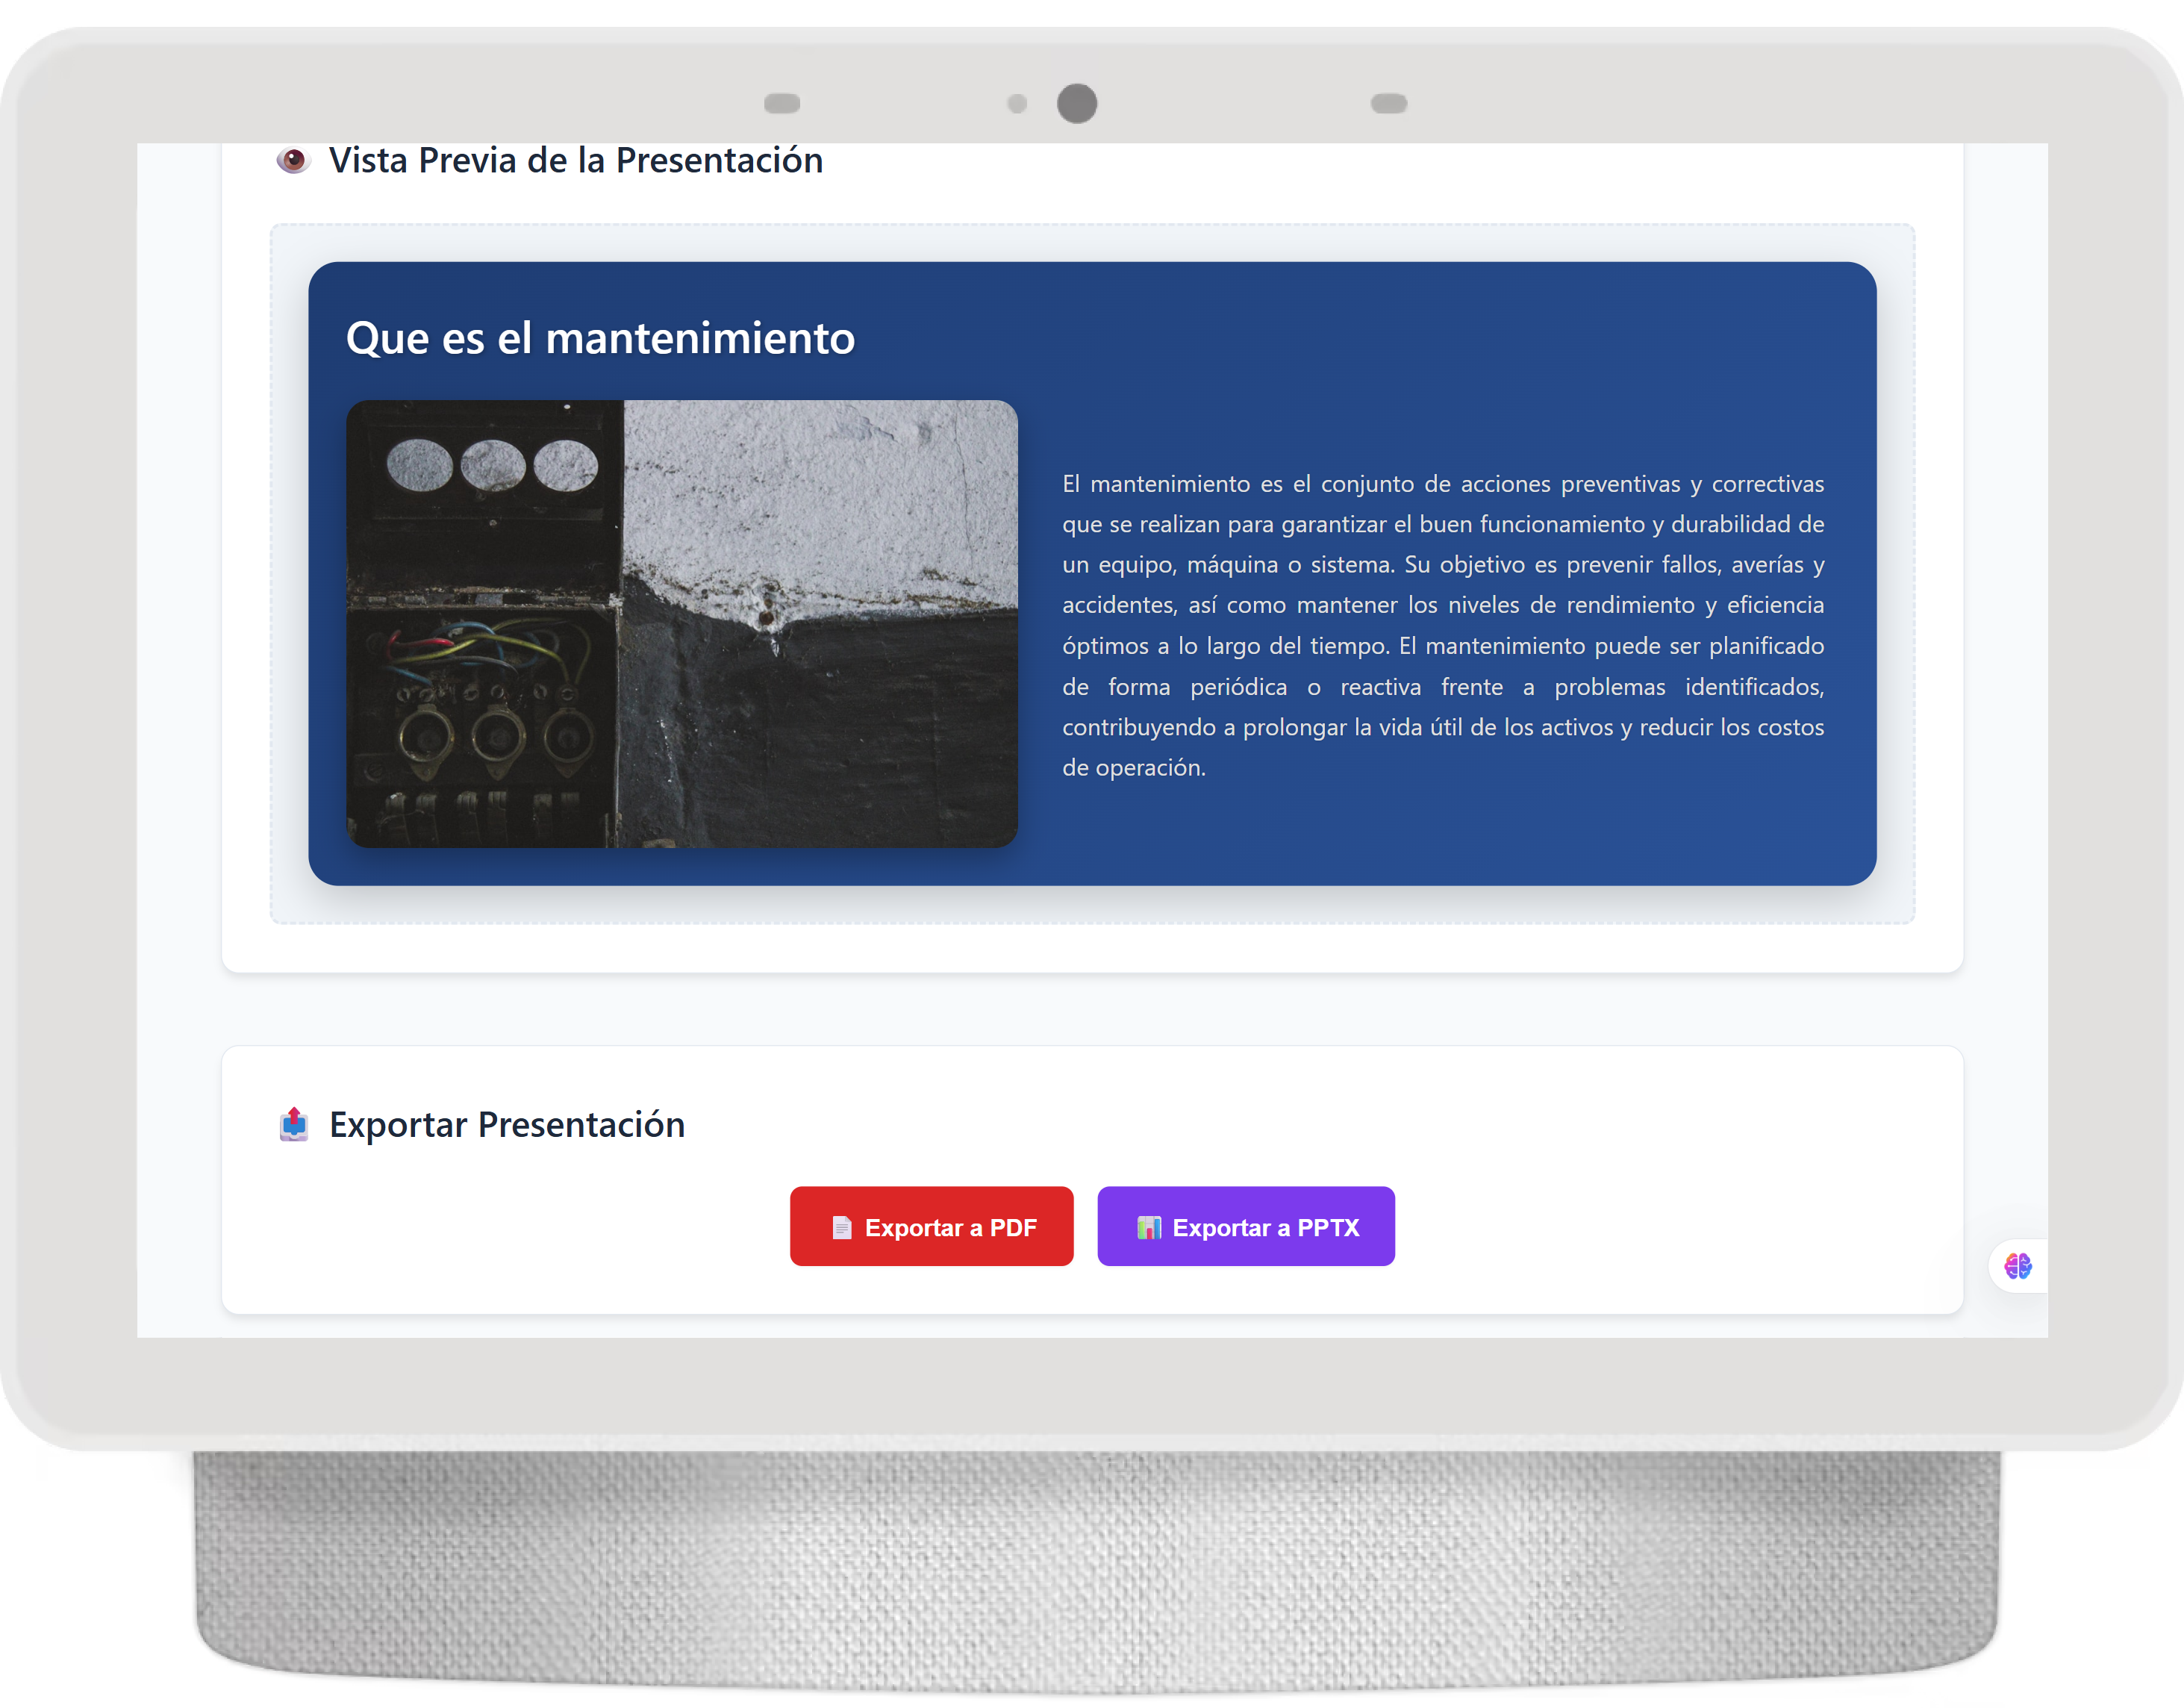 Vista Previa de la Presentación
Que es el mantenimiento
El mantenimiento es el conjunto de acciones preventivas y correctivas
que se realizan para garantizar el buen funcionamiento y durabilidad de
un equipo, máquina o sistema. Su objetivo es prevenir fallos, averías y
accidentes, así como mantener los niveles de rendimiento y eficiencia
óptimos a lo largo del tiempo. El mantenimiento puede ser planificado
de forma periódica o reactiva frente a problemas identificados,
contribuyendo a prolongar la vida útil de los activos y reducir los costos
de operación.
Exportar Presentación
Exportar a PDF
Exportar a PPTX